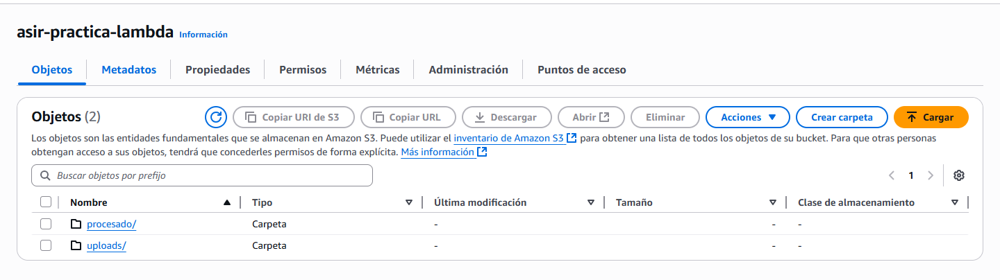 asir-practica-lambda Información
Objetos Metadatos Propiedades Permisos Métricas Administración Puntos de acceso
Objetos (2) Copiar URI de S3 Copiar URL Descargar Abrir Eliminar Acciones Crear carpeta Cargar
Los objetos son las entidades fundamentales que se almacenan en Amazon S3. Puede utilizar el inventario de Amazon S3 para obtener una lista de todos los objetos de su bucket. Para que otras personas
obtengan acceso a sus objetos, tendrá que concederles permisos de forma explícita. Más información
Buscar objetos por prefijo 1
Nombre Tipo Última modificación Tamaño Clase de almacenamiento
procesado/ Carpeta - - -
uploads/ Carpeta - - -